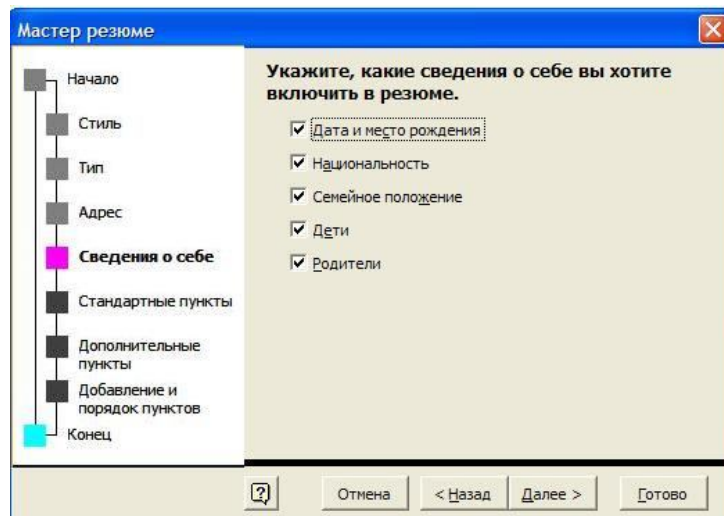 Мастер резюме
Начало
Стиль
Тип
Адрес
Сведения о себе
Стандартные пункты
Дополнительные
пункты
Добавление и
порядок пунктов
Конец
Укажите, какие сведения о себе вы хотите
включить в резюме.
Дата и место рождения
Национальность
Семейное положение
Дети
Родители
?
Отмена
< Назад
Далее >
Готово